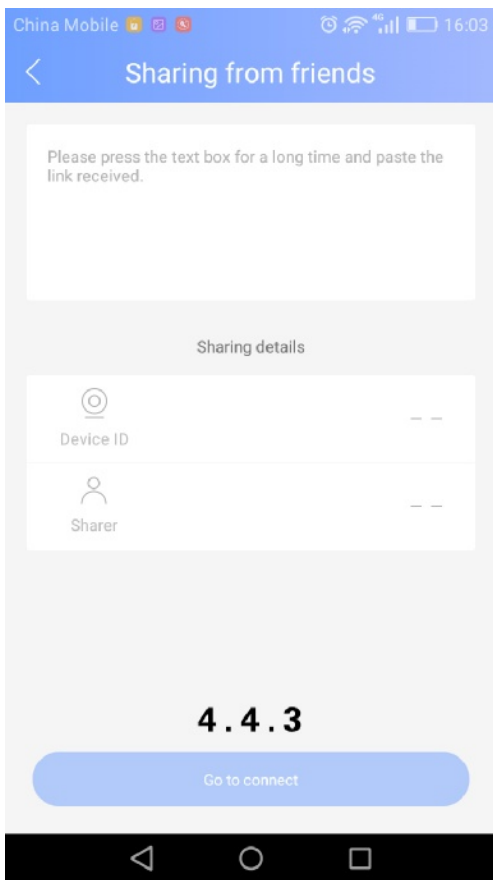 China Mobile 4G 16:03
Sharing from friends
Please press the text box for a long time and paste the
link received.
Sharing details
Device ID
– –
Sharer
– –
4.4.3
Go to connect